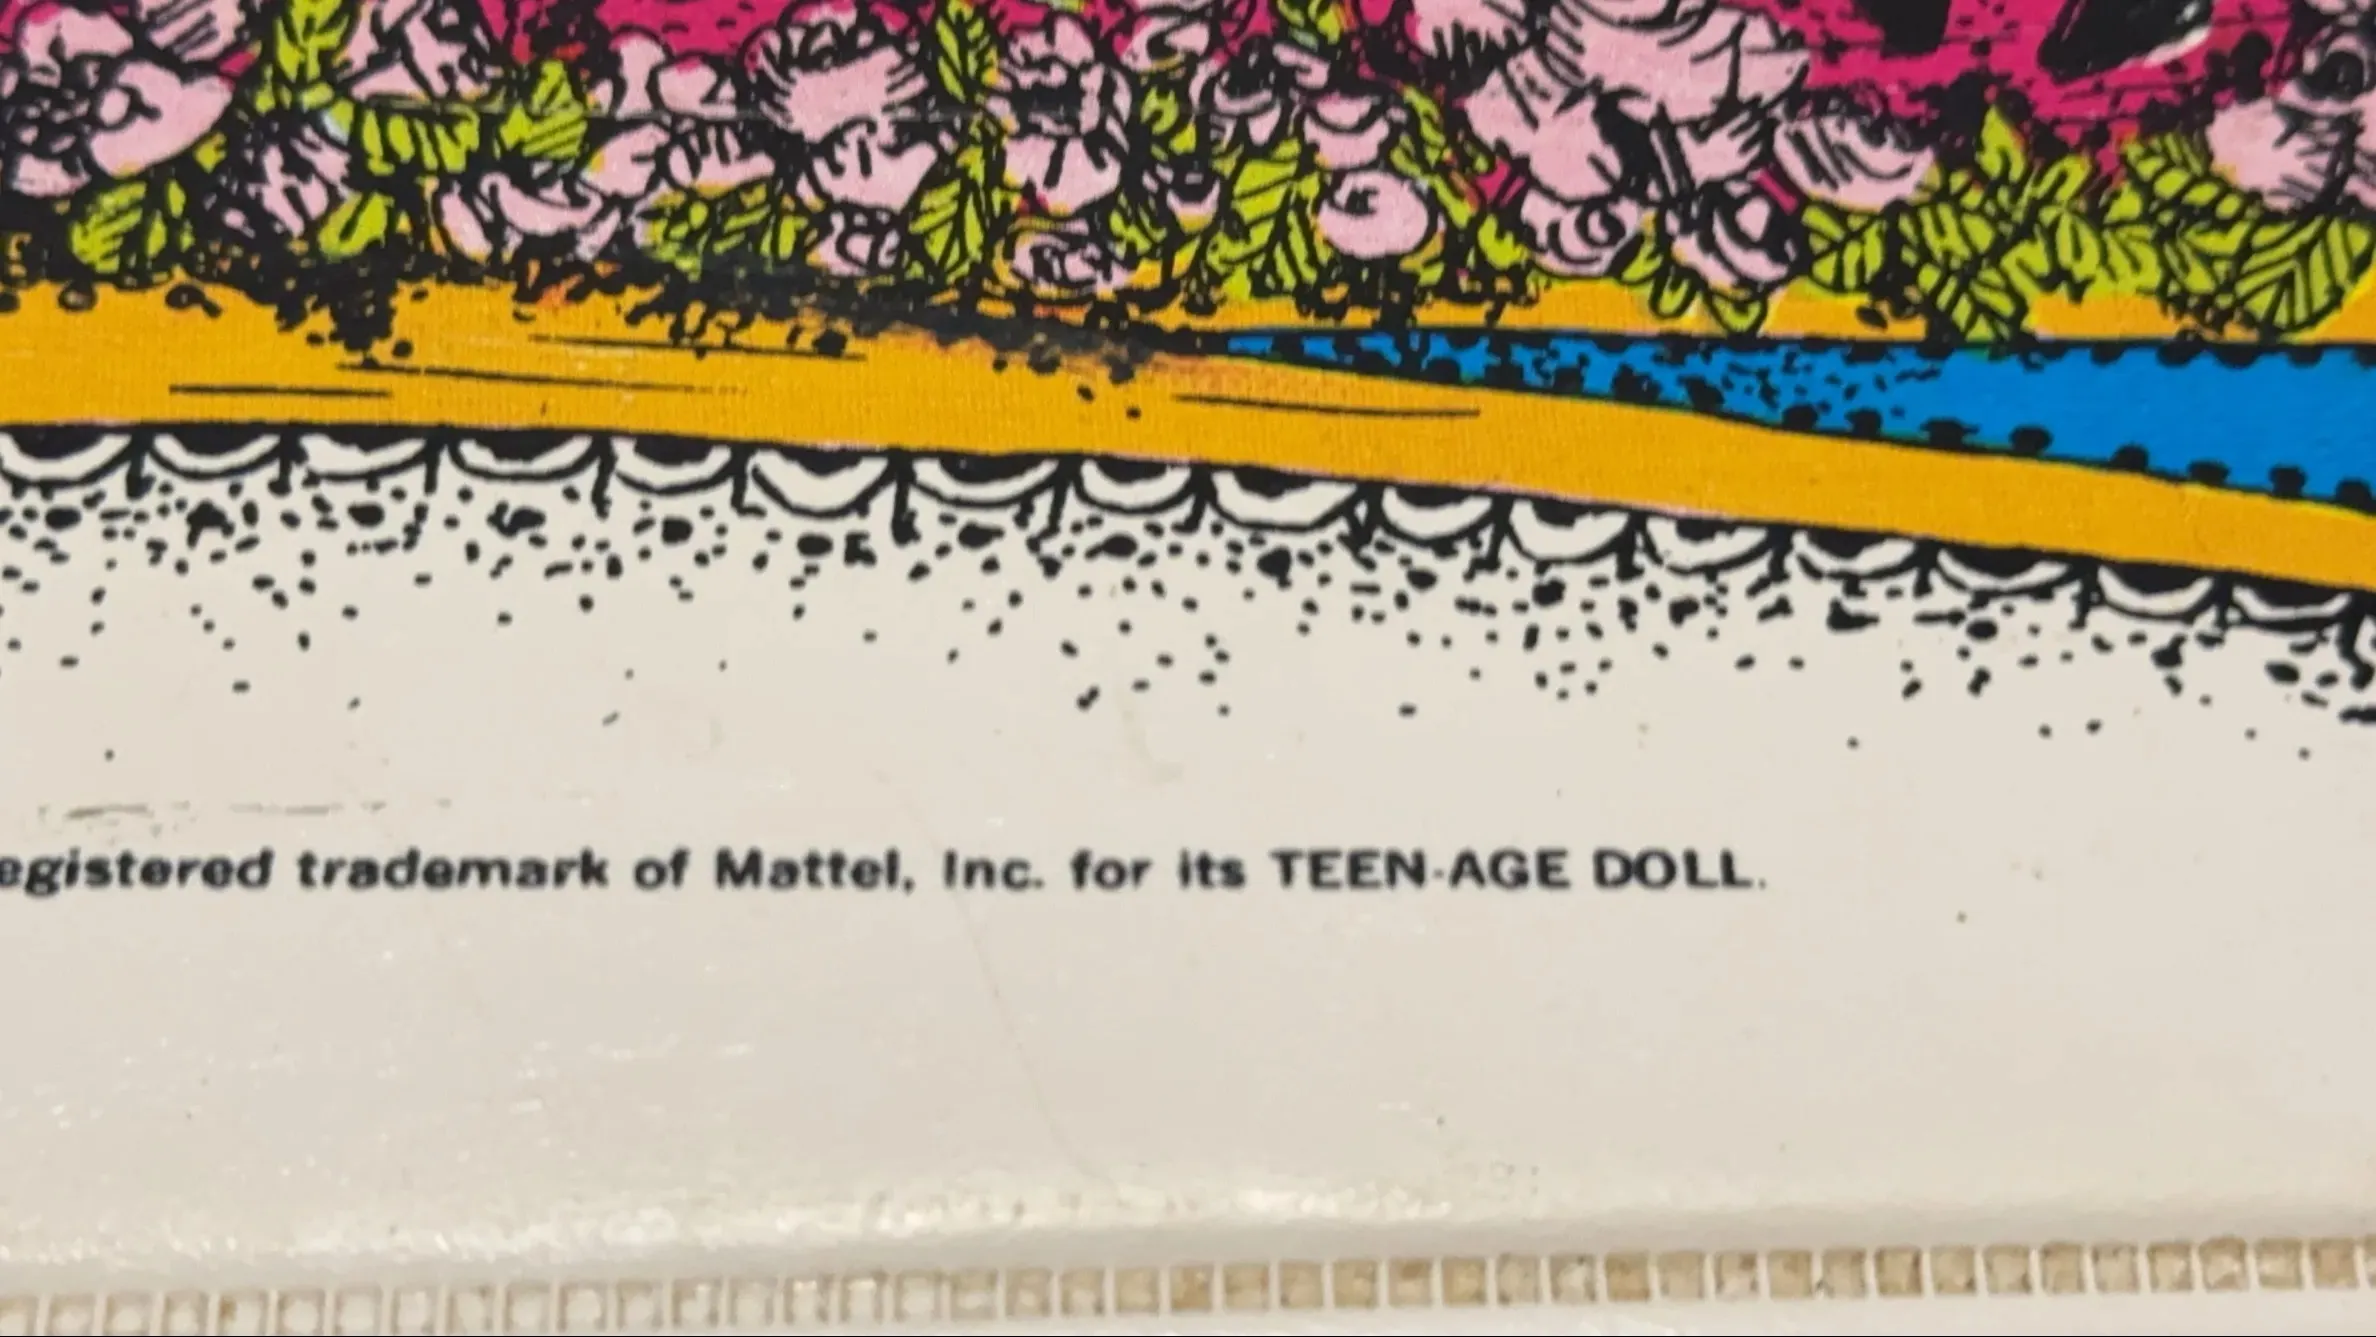 egistered trademark of Mattel, Inc. for its TEEN-AGE DOLL.